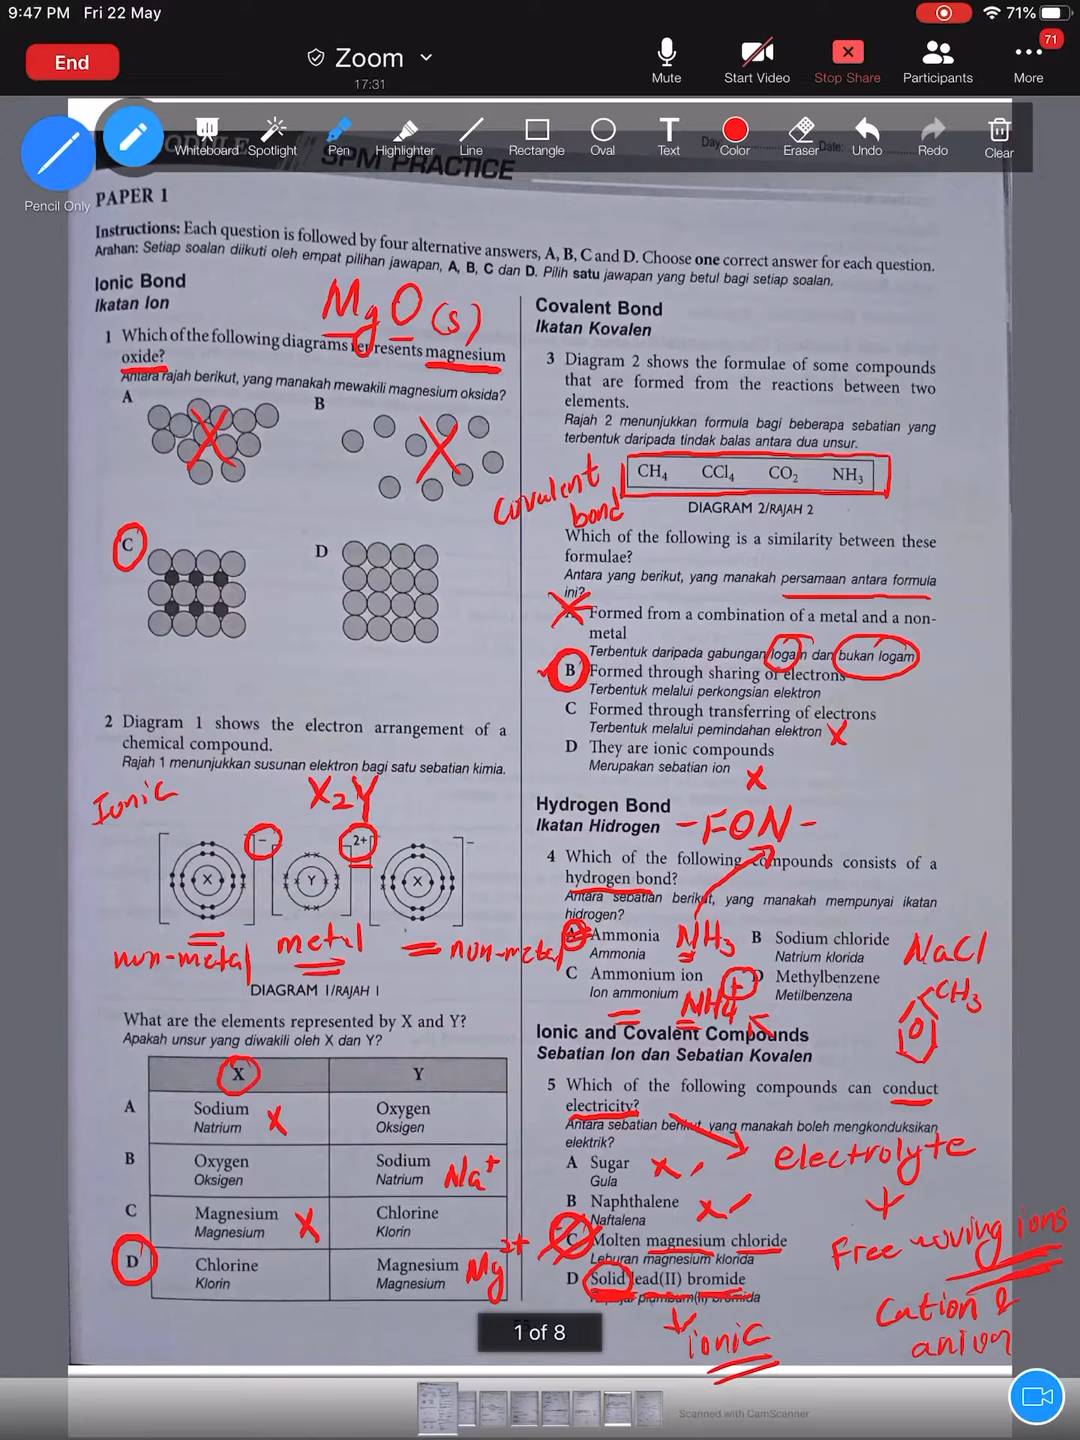 9:47 PM Fri 22 May
71%
End
Zoom
17:31
Mute
Start Video
Stop Share
Participants
71
More
Whiteboard
Spotlight
Pen
Highlighter
Line
Rectangle
Oval
Text
Color
Eraser
Undo
Redo
Clear
Pencil Only
SPM PRACTICE
Day
Date:
PAPER 1
Instructions: Each question is followed by four alternative answers, A, B, C and D. Choose one correct answer for each question.
Arahan: Setiap soalan diikuti oleh empat pilihan jawapan, A, B, C dan D. Pilih satu jawapan yang betul bagi setiap soalan.
Ionic Bond
Ikatan Ion
MgO(s)
1 Which of the following diagrams represents magnesium
oxide?
Antara rajah berikut, yang manakah mewakili magnesium oksida?
A
B
C
D
2 Diagram 1 shows the electron arrangement of a
chemical compound.
Rajah 1 menunjukkan susunan elektron bagi satu sebatian kimia.
Ionic
X2Y
X
-
Y
2+
X
-
non-metal
metal
non-metal
DIAGRAM 1/RAJAH 1
What are the elements represented by X and Y?
Apakah unsur yang diwakili oleh X dan Y?
X Y
A Sodium X Oxygen
Natrium Oksigen
B Oxygen Sodium Na+
Oksigen Natrium
C Magnesium X Chlorine
Magnesium Klorin
D Chlorine Magnesium Mg2+
Klorin Magnesium
Covalent Bond
Ikatan Kovalen
3 Diagram 2 shows the formulae of some compounds
that are formed from the reactions between two
elements.
Rajah 2 menunjukkan formula bagi beberapa sebatian yang
terbentuk daripada tindak balas antara dua unsur.
CH4 CCl4 CO2 NH3
Covalent
bond
DIAGRAM 2/RAJAH 2
Which of the following is a similarity between these
formulae?
Antara yang berikut, yang manakah persamaan antara formula
ini?
Formed from a combination of a metal and a non-
metal
Terbentuk daripada gabungan logam dan bukan logam
B Formed through sharing of electrons
Terbentuk melalui perkongsian elektron
C Formed through transferring of electrons
Terbentuk melalui pemindahan elektron X
D They are ionic compounds
Merupakan sebatian ion X
Hydrogen Bond
Ikatan Hidrogen
-FON-
4 Which of the following compounds consists of a
hydrogen bond?
Antara sebatian berikut, yang manakah mempunyai ikatan
hidrogen?
A Ammonia NH3 B Sodium chloride NaCl
Ammonia Natrium klorida
C Ammonium ion D Methylbenzene CH3
Ion ammonium NH4+ Metilbenzena
Ionic and Covalent Compounds
Sebatian Ion dan Sebatian Kovalen
5 Which of the following compounds can conduct
electricity?
Antara sebatian berikut, yang manakah boleh mengkonduksikan
elektrik?
electrolyte
A Sugar X
Gula
B Naphthalene X
Naftalena
C Molten magnesium chloride
Leburan magnesium klorida
D Solid lead(II) bromide
plumbum(II) bromida
ionic
Free moving ions
Cation &
anion
1 of 8
Scanned with CamScanner